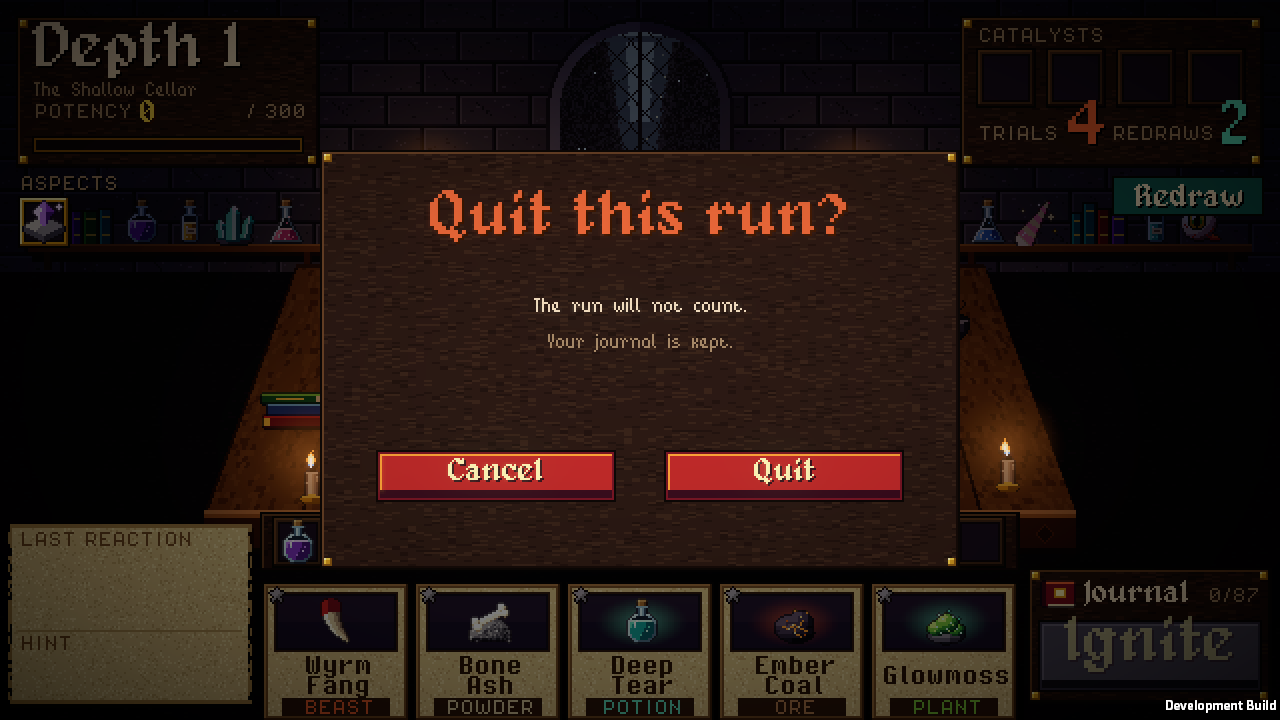 Depth 1
The Shallow Cellar
POTENCY 0 / 300
ASPECTS
CATALYSTS
TRIALS 4 REDRAWS 2
Redraw
Quit this run?
The run will not count.
Your journal is kept.
Cancel
Quit
LAST REACTION
HINT
Wyrm
Fang
BEAST
Bone
Ash
POWDER
Deep
Tear
POTION
Ember
Coal
ORE
Glowmoss
PLANT
Journal 0/87
Ignite
Development Build